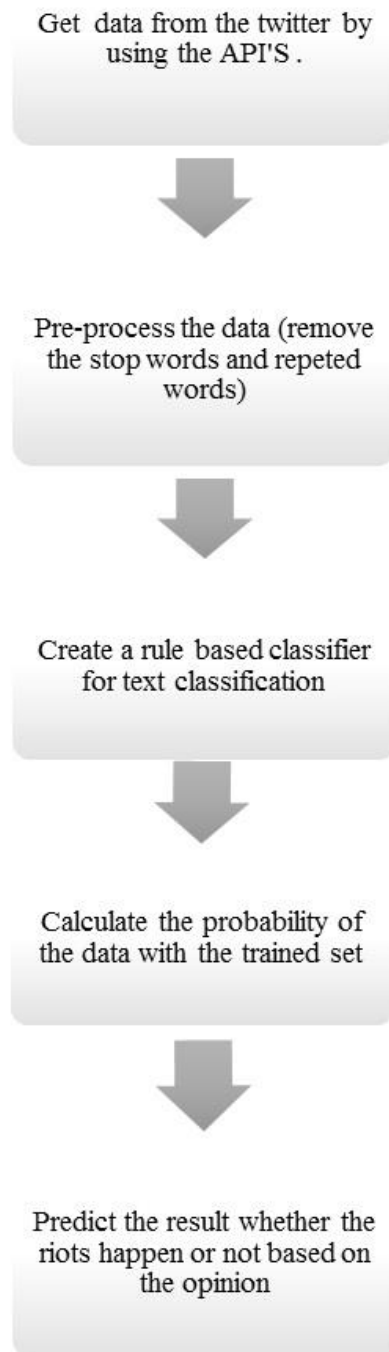 Get data from the twitter by
using the API'S .
Pre-process the data (remove
the stop words and repeted
words)
Create a rule based classifier
for text classification
Calculate the probability of
the data with the trained set
Predict the result whether the
riots happen or not based on
the opinion